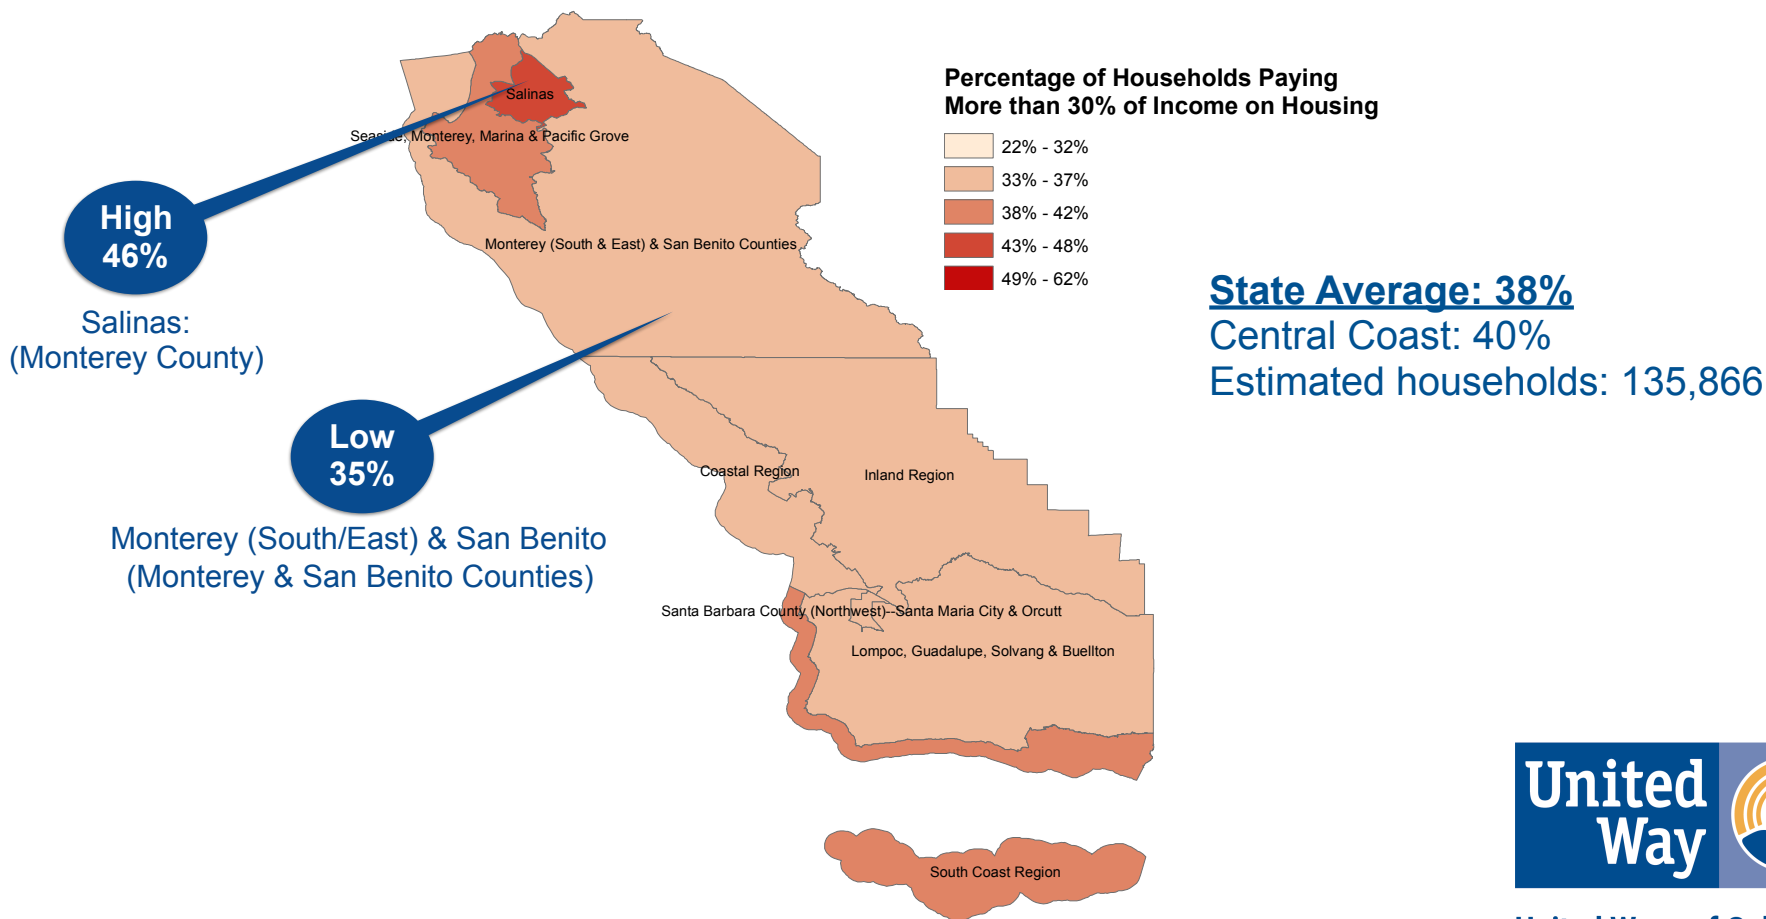 Percentage of Households Paying
More than 30% of Income on Housing
22% - 32%
33% - 37%
38% - 42%
43% - 48%
49% - 62%
Salinas
Seaside, Monterey, Marina & Pacific Grove
Monterey (South & East) & San Benito Counties
High
46%
Salinas:
(Monterey County)
State Average: 38%
Central Coast: 40%
Estimated households: 135,866
Low
35%
Monterey (South/East) & San Benito
(Monterey & San Benito Counties)
Coastal Region
Inland Region
Santa Barbara County (Northwest)--Santa Maria City & Orcutt
Lompoc, Guadalupe, Solvang & Buellton
South Coast Region
United
Way